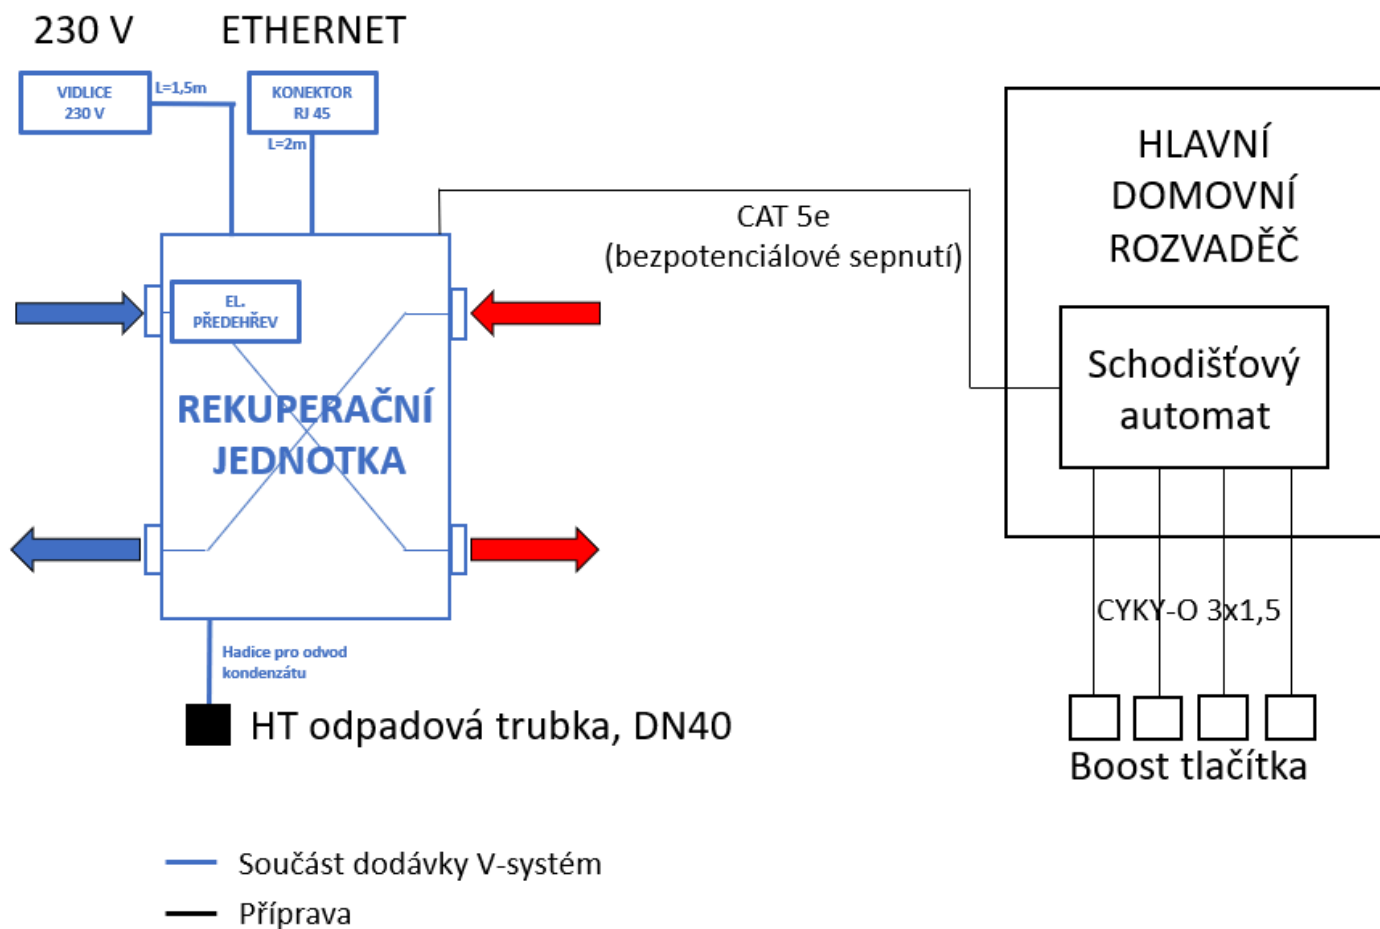 230 V
ETHERNET
VIDLICE
230 V
L=1,5m
KONEKTOR
RJ 45
L=2m
HLAVNÍ
DOMOVNÍ
ROZVADĚČ
CAT 5e
(bezpotenciálové sepnutí)
EL.
PŘEDEHŘEV
Schodišťový
automat
REKUPERAČNÍ
JEDNOTKA
CYKY-O 3x1,5
Hadice pro odvod
kondenzátu
HT odpadová trubka, DN40
Boost tlačítka
Součást dodávky V-systém
Příprava